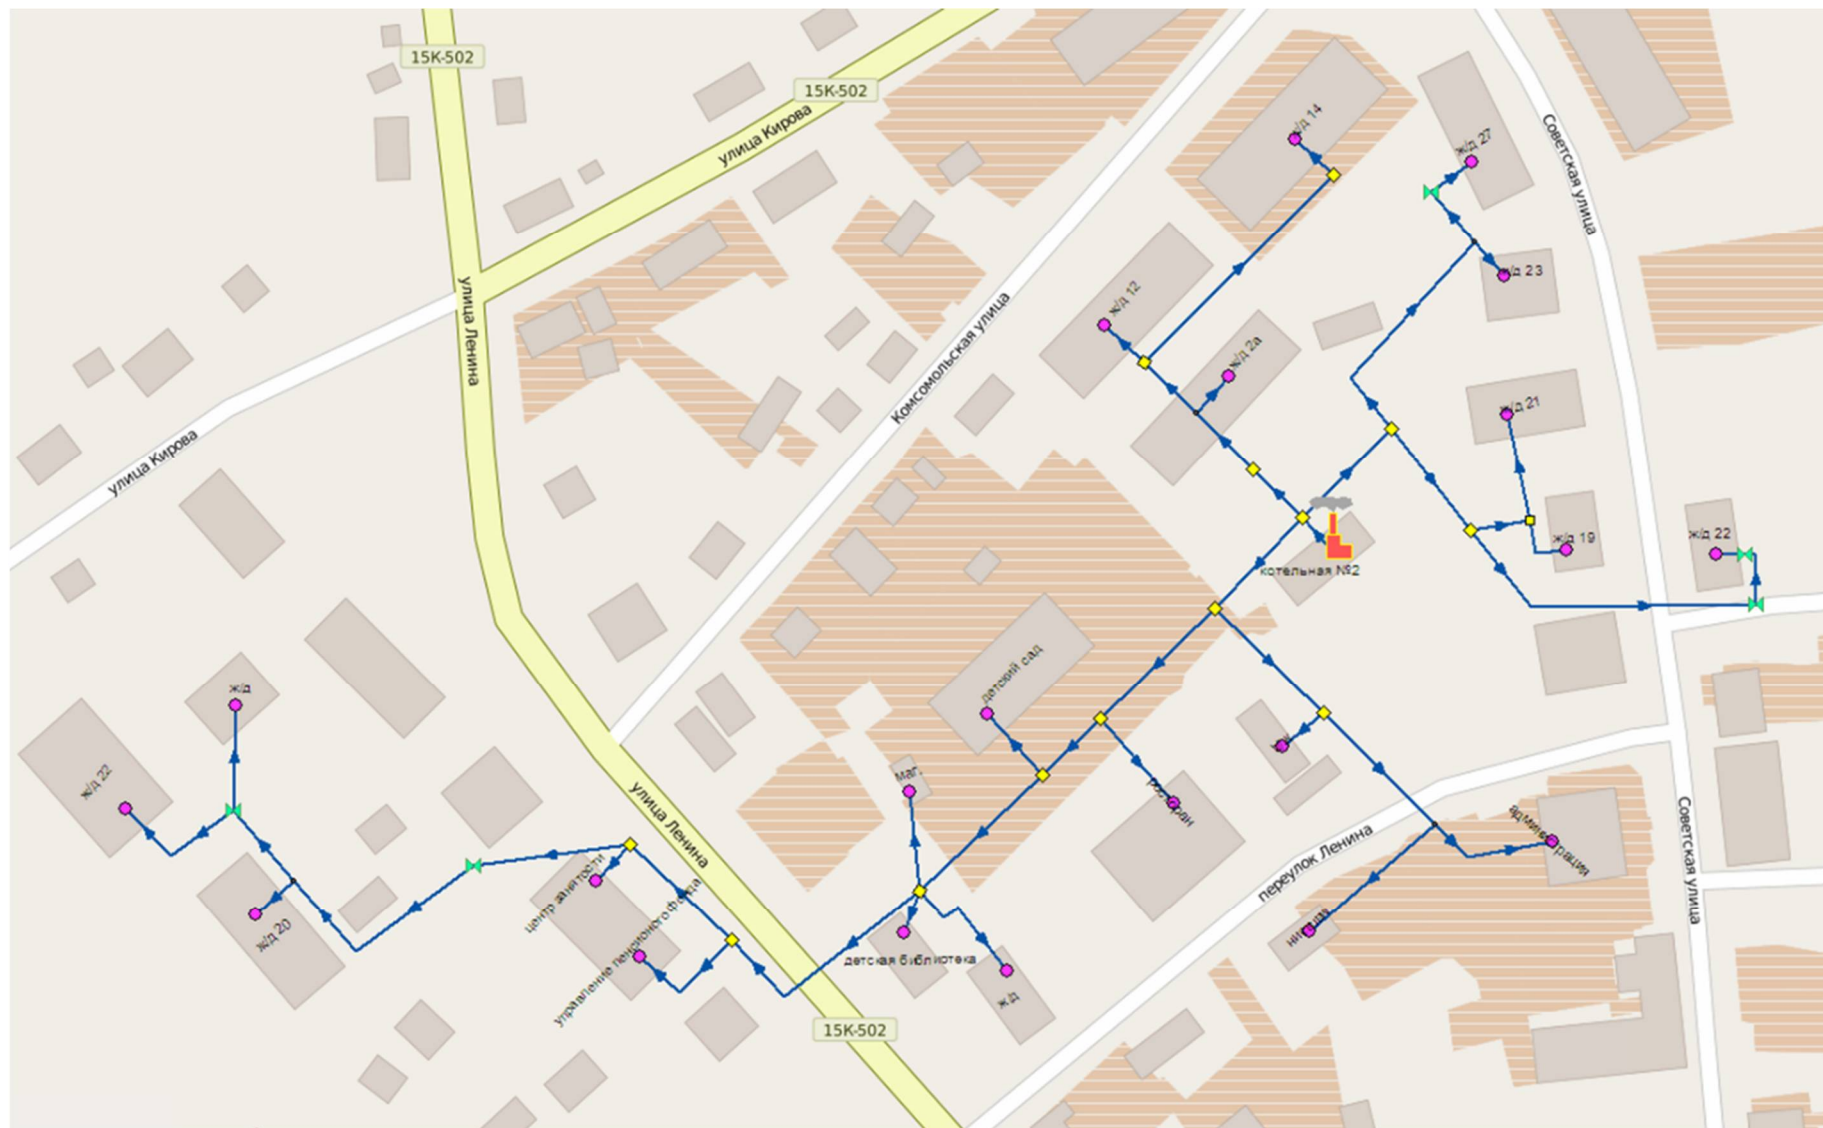 15К-502
15К-502
улица Кирова
ж/д 14
ж/д 27
Советская улица
ж/д 23
ж/д 12
улица Ленина
Комсомольская улица
ж/д 2а
ж/д 21
улица Кирова
ж/д 19
ж/д 22
котельная №2
детский сад
ж/д
маг.
ж/д 22
улица Ленина
ресторан
администрация
переулок Ленина
Советская улица
центр занятости
управление пенсионого фонда
ж/д 20
детская библиотека
ж/д
15К-502